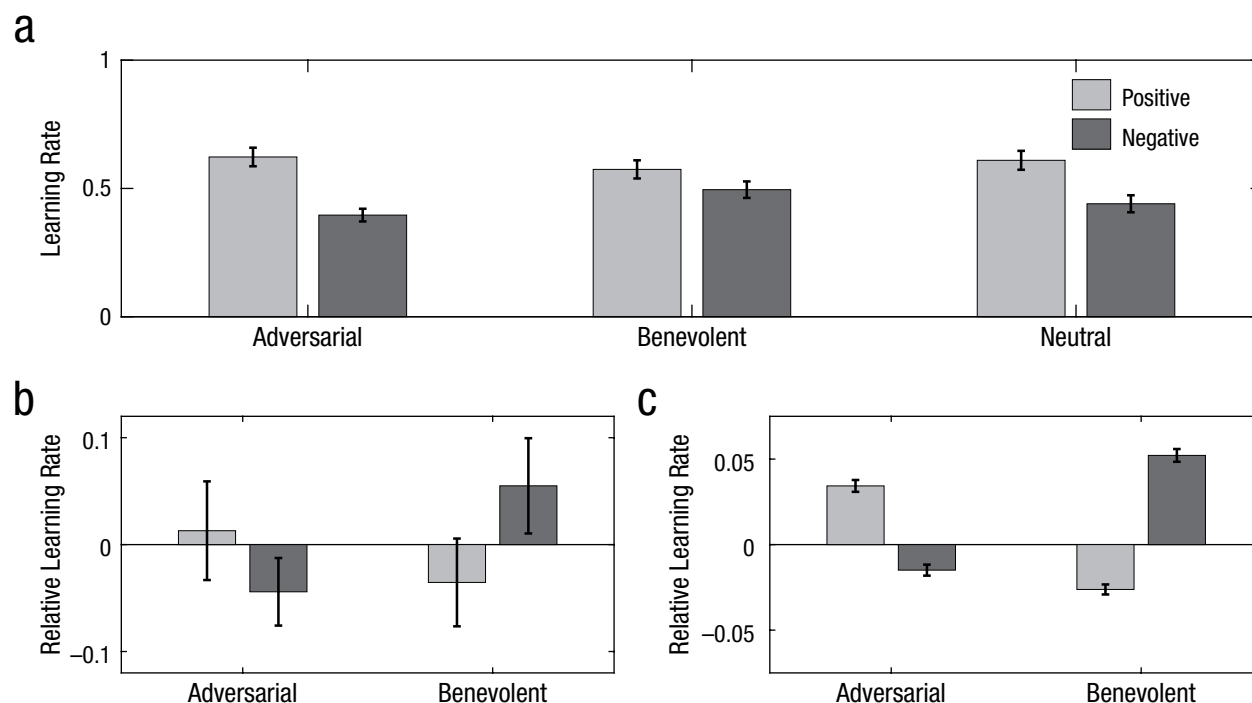 a
Learning Rate
1
0.5
0
Positive
Negative
Adversarial
Benevolent
Neutral
b
Relative Learning Rate
0.1
0
–0.1
Adversarial
Benevolent
c
Relative Learning Rate
0.05
0
–0.05
Adversarial
Benevolent